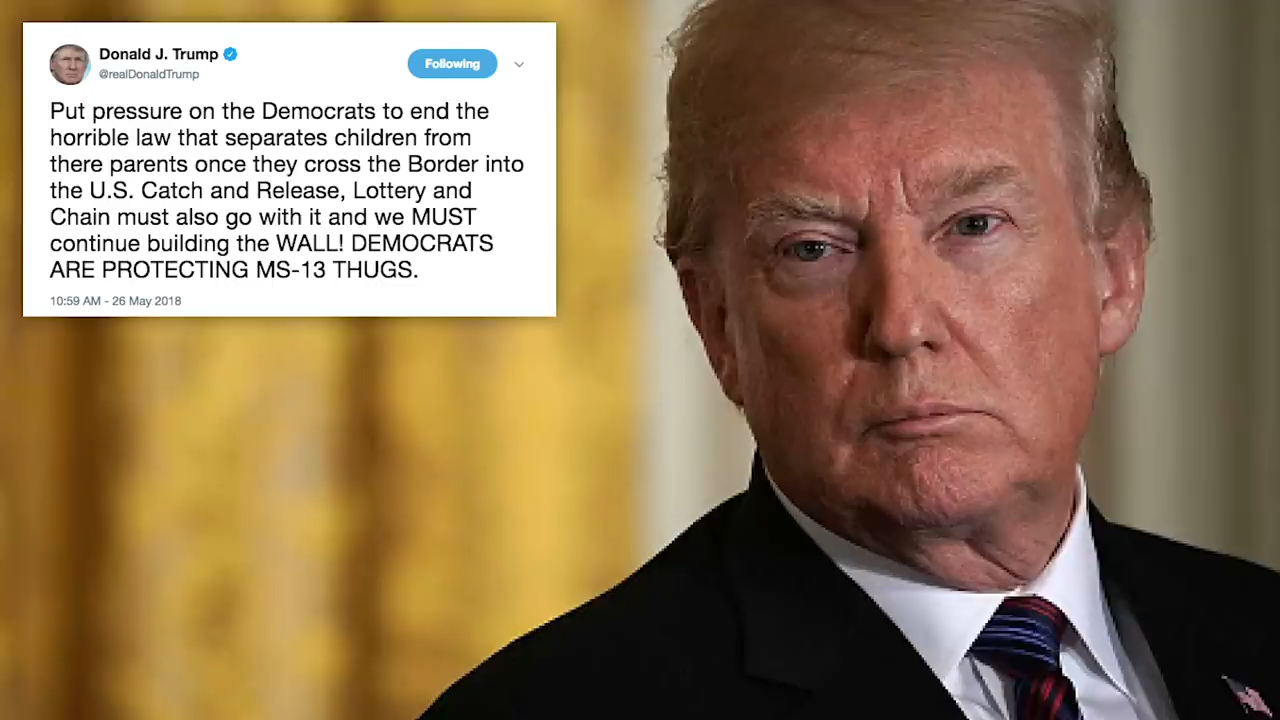 Donald J. Trump
@realDonaldTrump
Following
Put pressure on the Democrats to end the
horrible law that separates children from
there parents once they cross the Border into
the U.S. Catch and Release, Lottery and
Chain must also go with it and we MUST
continue building the WALL! DEMOCRATS
ARE PROTECTING MS-13 THUGS.
10:59 AM - 26 May 2018